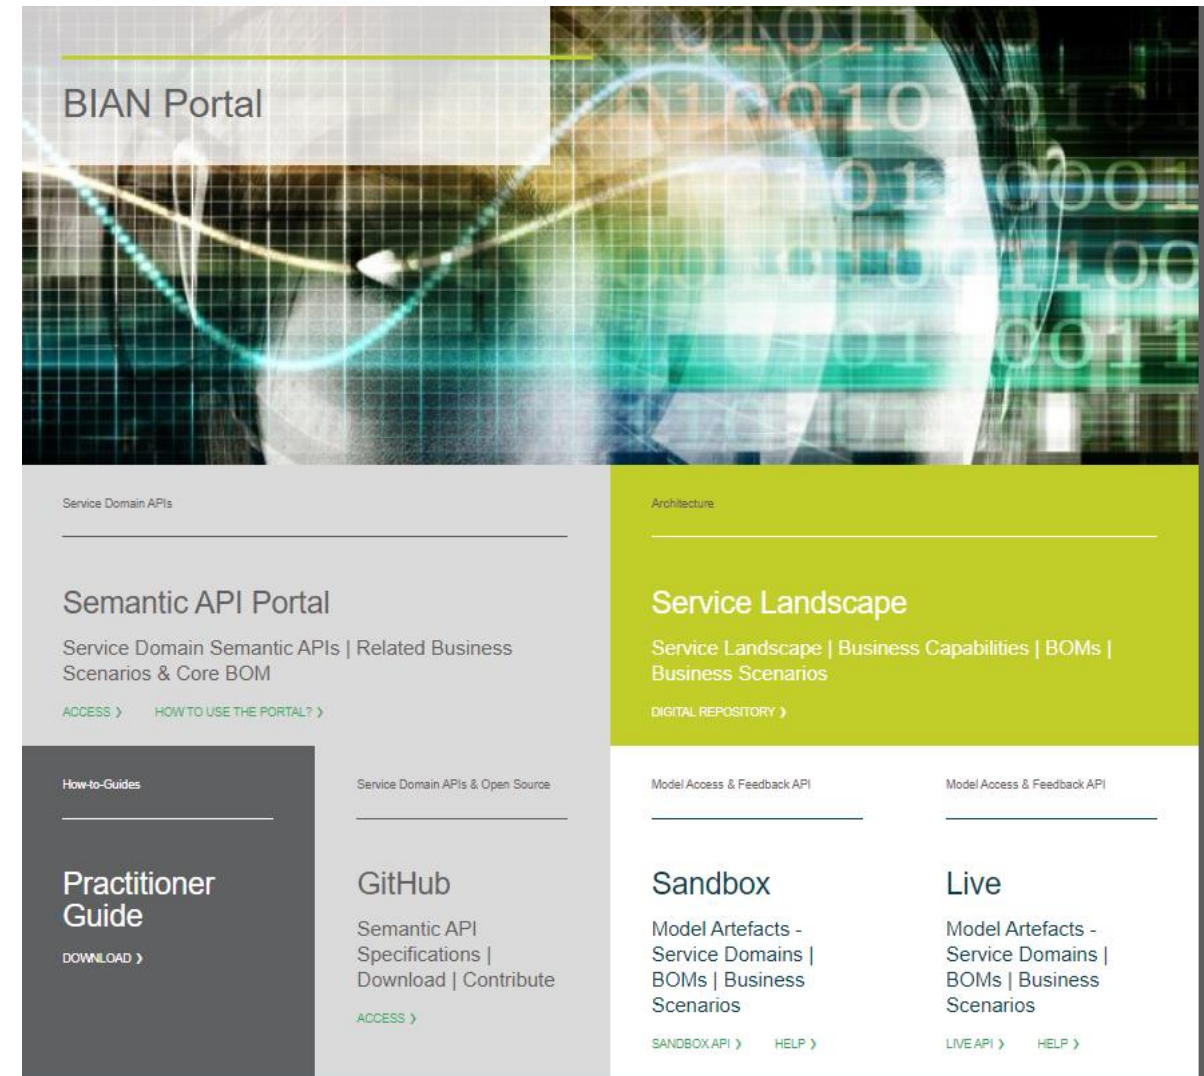 BIAN Portal
Service Domain APIs
Semantic API Portal
Service Domain Semantic APIs | Related Business
Scenarios & Core BOM
ACCESS ❯ HOW TO USE THE PORTAL? ❯
Architecture
Service Landscape
Service Landscape | Business Capabilities | BOMs |
Business Scenarios
DIGITAL REPOSITORY ❯
How-to-Guides
Practitioner
Guide
DOWNLOAD ❯
Service Domain APIs & Open Source
GitHub
Semantic API
Specifications |
Download | Contribute
ACCESS ❯
Model Access & Feedback API
Sandbox
Model Artefacts -
Service Domains |
BOMs | Business
Scenarios
SANDBOX API ❯ HELP ❯
Model Access & Feedback API
Live
Model Artefacts -
Service Domains |
BOMs | Business
Scenarios
LIVE API ❯ HELP ❯